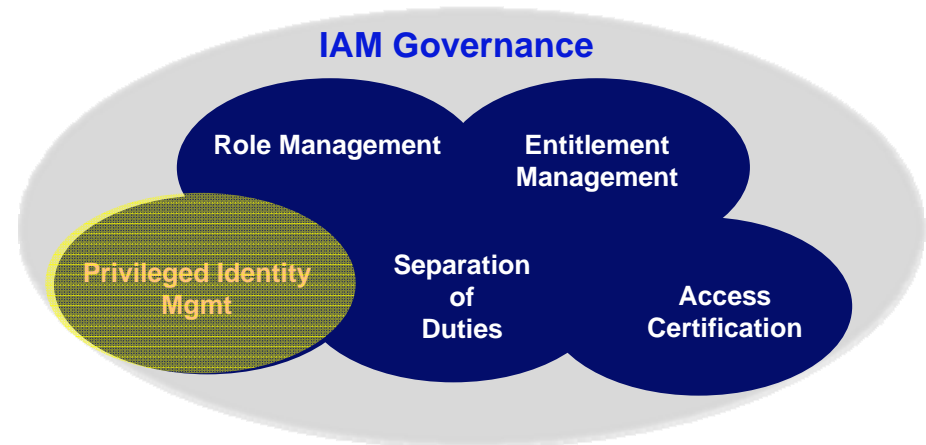 IAM Governance
Role Management
Entitlement
Management
Privileged Identity
Mgmt
Separation
of
Duties
Access
Certification